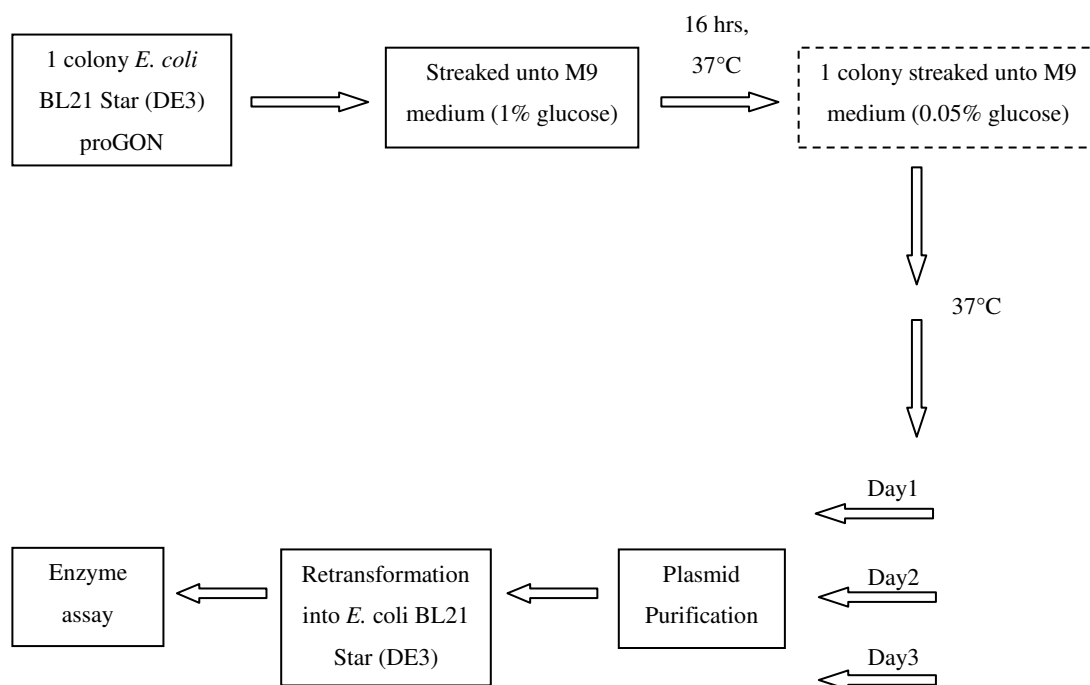 1 colony E. coli
BL21 Star (DE3)
proGON
Streaked unto M9
medium (1% glucose)
16 hrs,
37°C
1 colony streaked unto M9
medium (0.05% glucose)
37°C
Day1
Day2
Day3
Plasmid
Purification
Retransformation
into E. coli BL21
Star (DE3)
Enzyme
assay